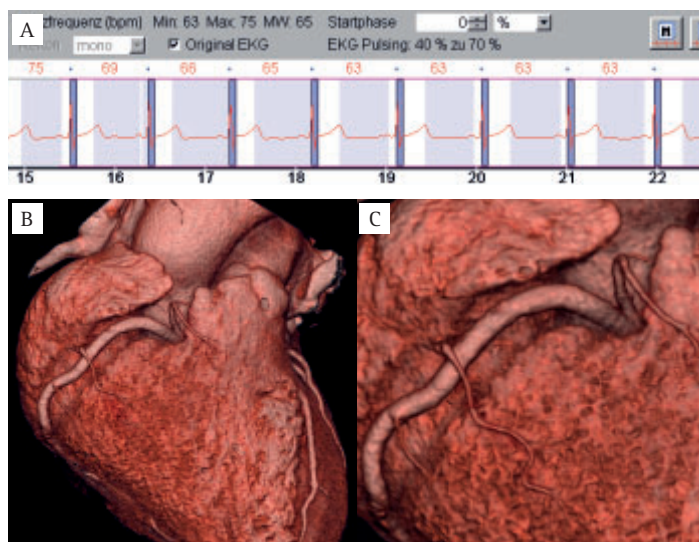 A
zfrequenz (bpm) Min: 63 Max: 75 MW: 65 Startphase 0 %
mono Original EKG EKG Pulsing: 40 % zu 70 %
75 69 66 65 63 63 63 63
15 16 17 18 19 20 21 22
B C